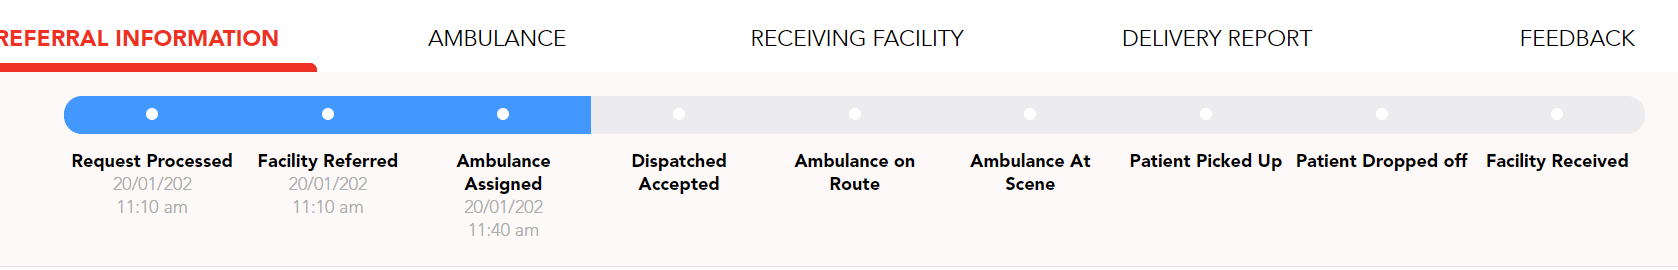 REFERRAL INFORMATION AMBULANCE RECEIVING FACILITY DELIVERY REPORT FEEDBACK
Request Processed
20/01/202
11:10 am
Facility Referred
20/01/202
11:10 am
Ambulance
Assigned
20/01/202
11:40 am
Dispatched
Accepted
Ambulance on
Route
Ambulance At
Scene
Patient Picked Up
Patient Dropped off
Facility Received